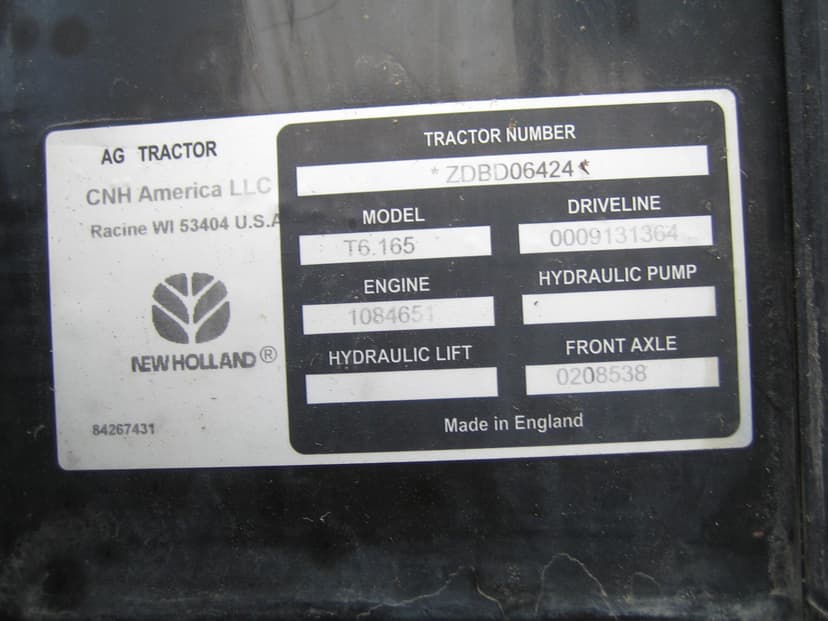 AG TRACTOR
CNH America LLC
Racine WI 53404 U.S.A
NEW HOLLAND®
84267431
TRACTOR NUMBER
*ZDBD06424*
MODEL
T6.165
DRIVELINE
0009131364
ENGINE
1084651
HYDRAULIC PUMP
HYDRAULIC LIFT
FRONT AXLE
0208538
Made in England